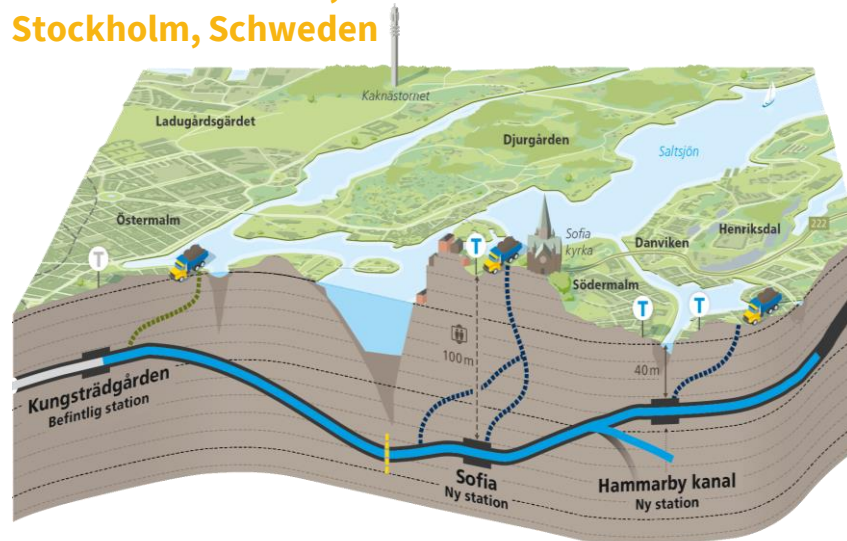 Stockholm, Schweden
Kaknästornet
Ladugårdsgärdet
Djurgården
Saltsjön
Östermalm
Sofia
kyrka
Danviken
Henriksdal
222
T
T
Södermalm
T
T
100 m
40 m
Kungsträdgården
Befintlig station
Sofia
Ny station
Hammarby kanal
Ny station